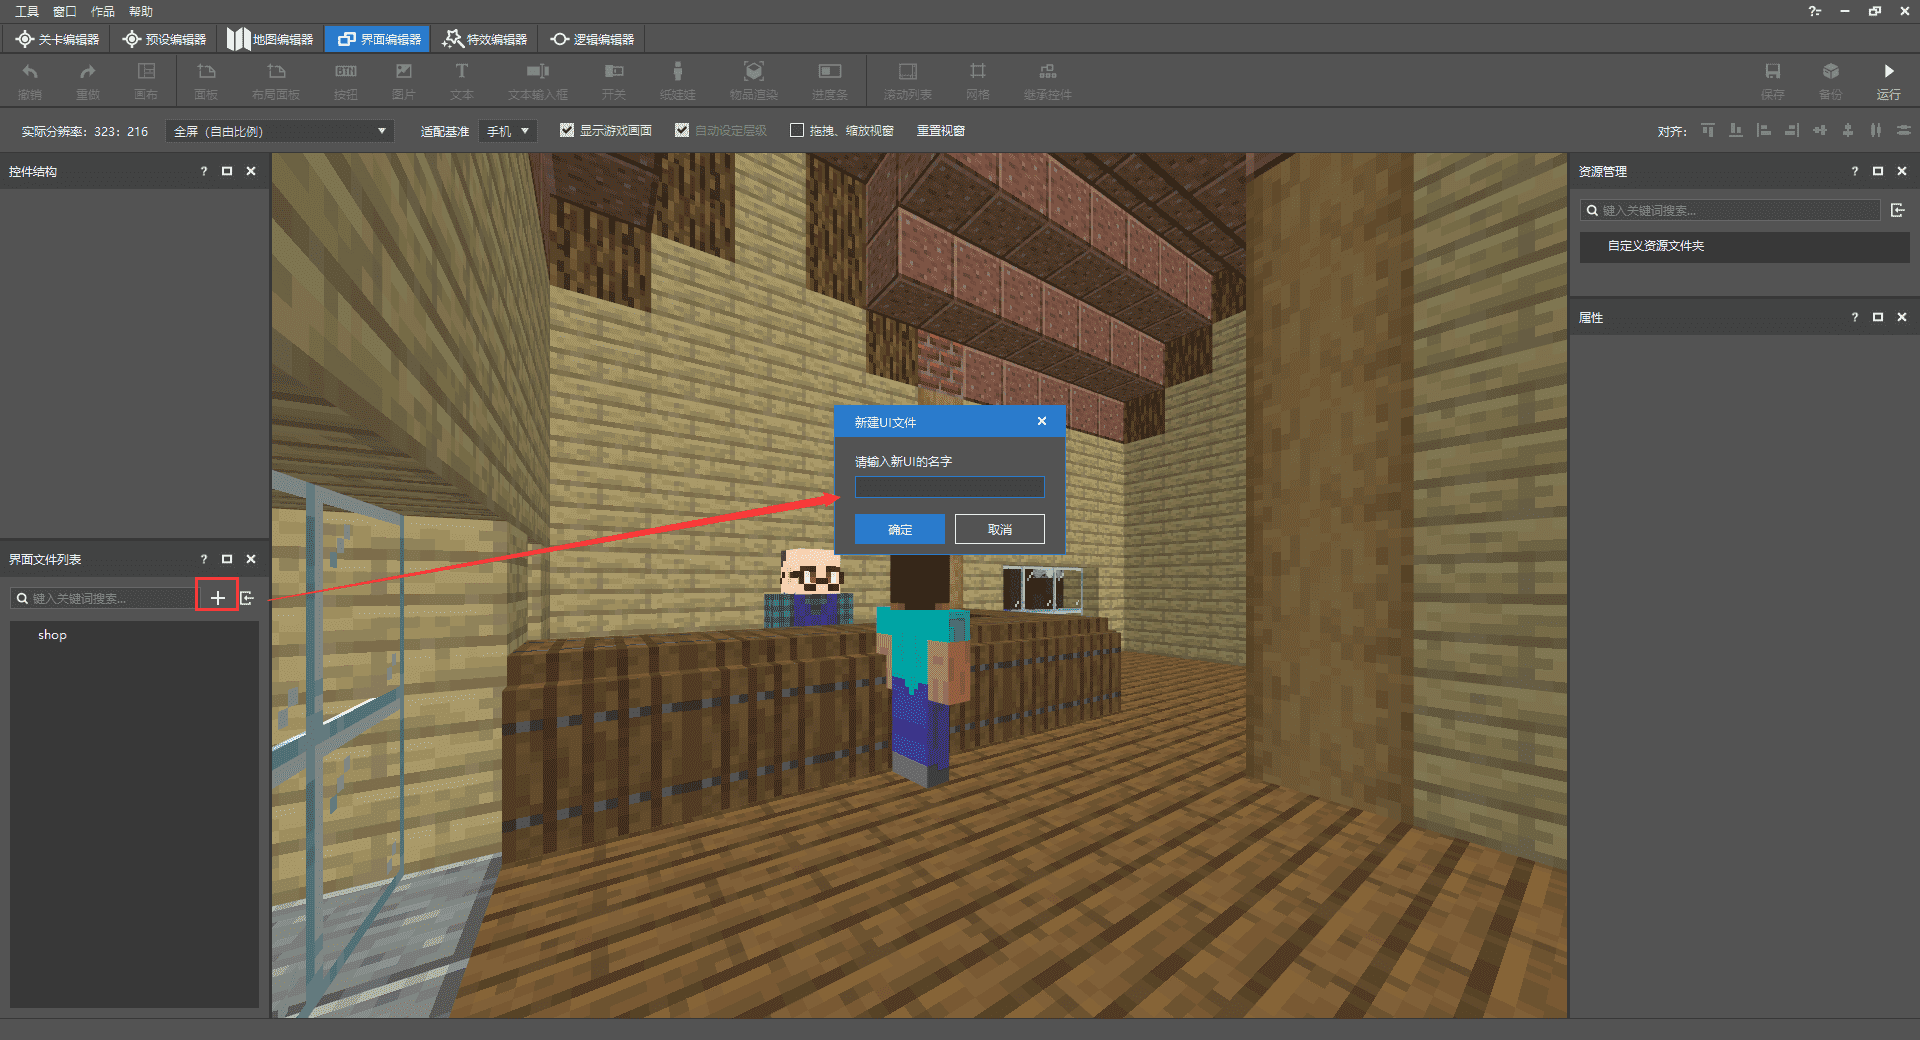 工具 窗口 作品 帮助
关卡编辑器 预设编辑器 地图编辑器 界面编辑器 特效编辑器 逻辑编辑器
撤销 重做 画布 面板 布局面板 按钮 图片 文本 文本输入框 开关 纸娃娃 物品渲染 进度条 滚动列表 网格 继承控件 保存 备份 运行
实际分辨率：323：216 全屏（自由比例） 适配基准 手机 显示游戏画面 自动设定层级 拖拽、缩放视窗 重置视窗 对齐：
控件结构
资源管理
键入关键词搜索...
自定义资源文件夹
属性
新建UI文件
请输入新UI的名字
确定 取消
界面文件列表
键入关键词搜索...
shop